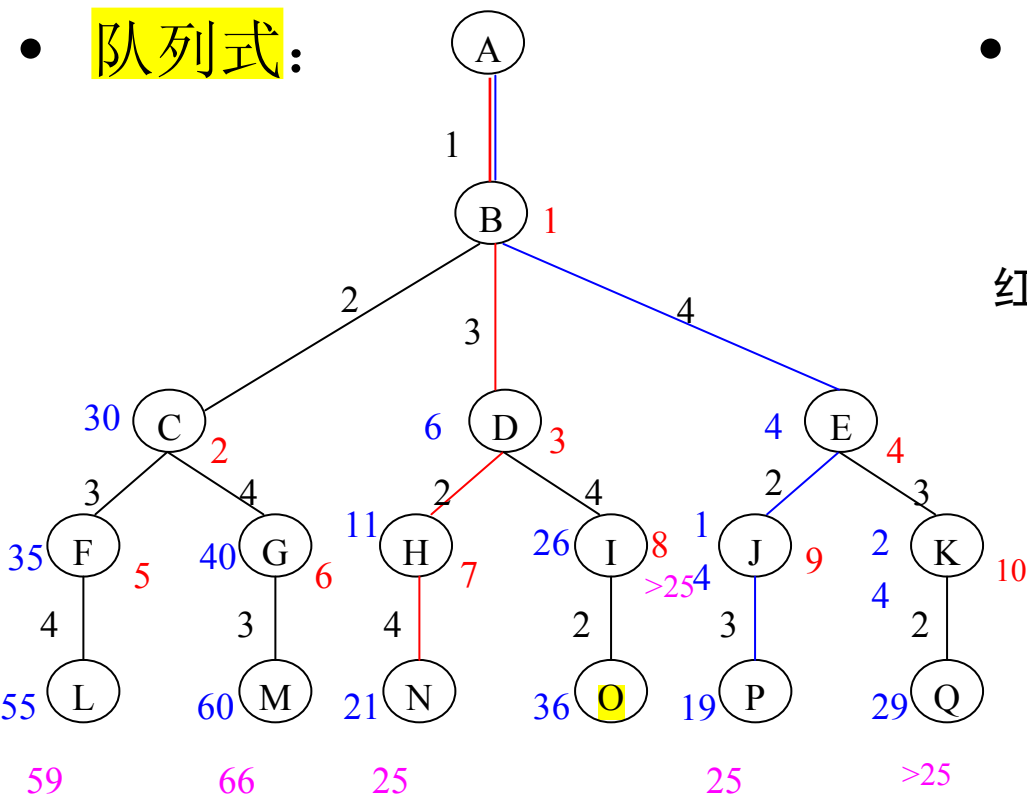 • 队列式： A •
1
B 1
红
2 3 4
30 C 2 6 D 3 4 E 4
3 4 2 4 2 3
35 F 5 40 G 6 11 H 7 26 I 8 1 J 9 2 K 10
>25 4 4
4 3 4 2 3 2
55 L 60 M 21 N 36 O 19 P 29 Q
59 66 25 25 >25